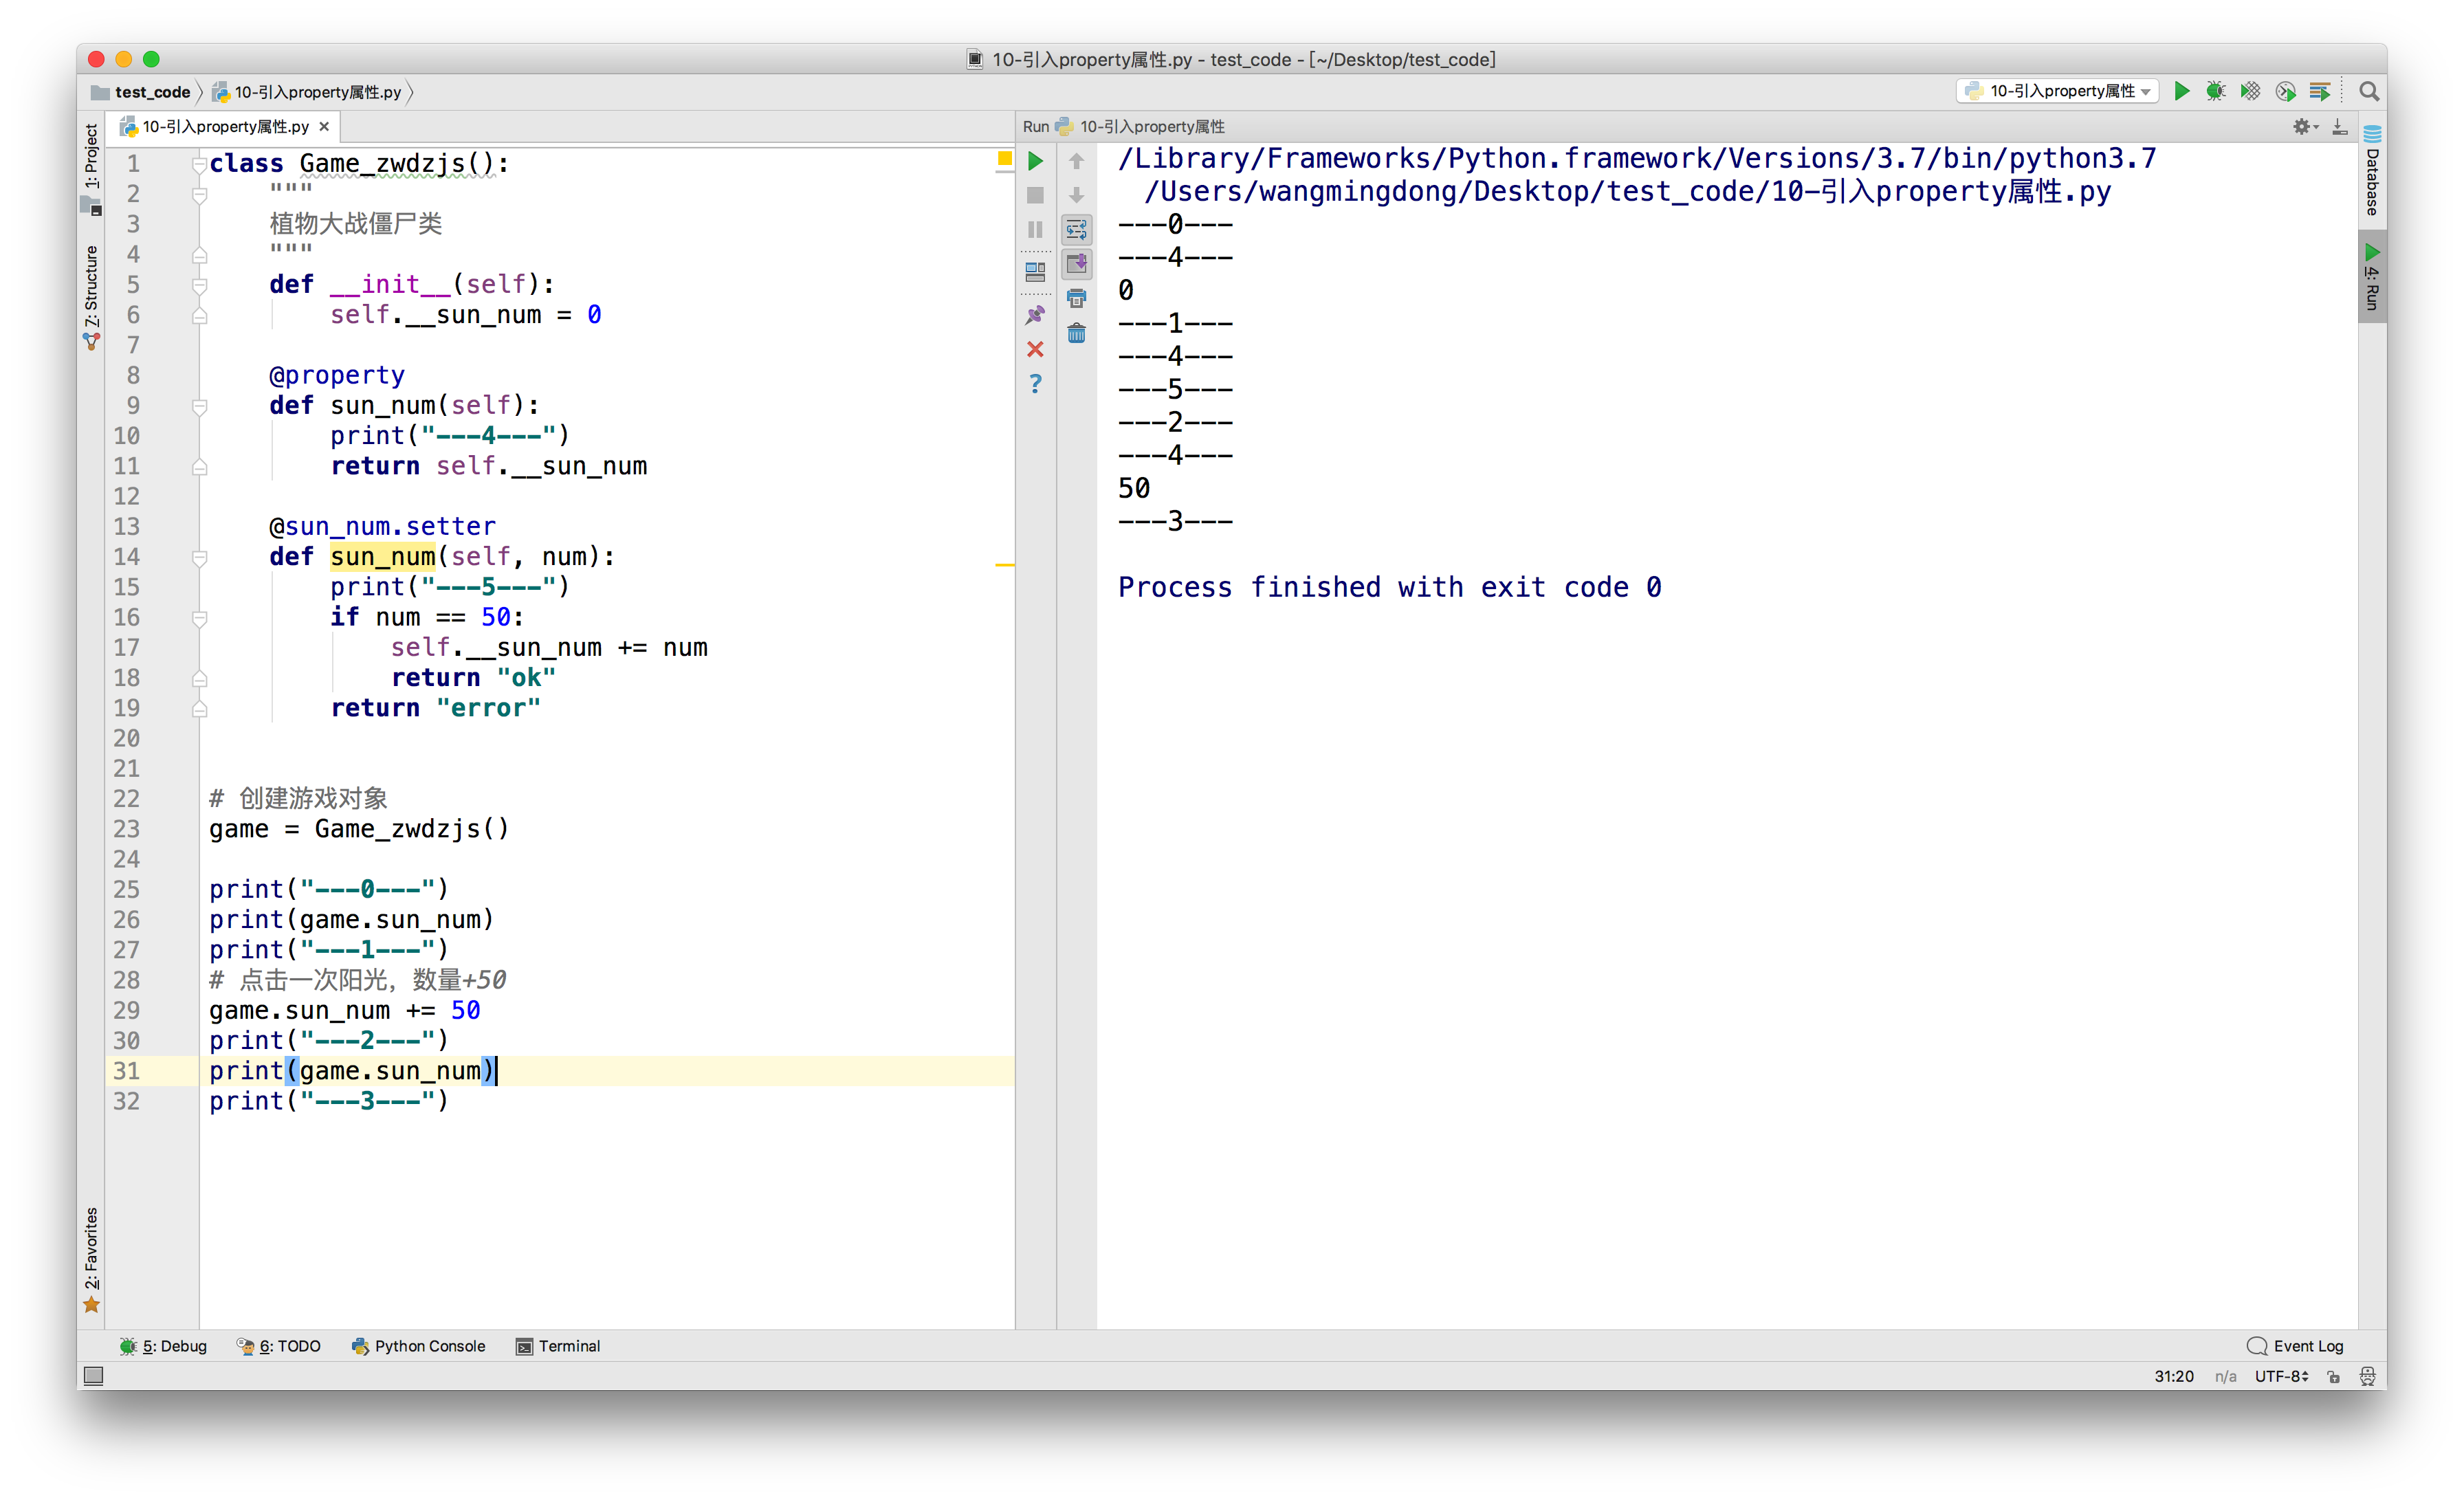 10-引入property属性.py - test_code - [~/Desktop/test_code]
test_code
10-引入property属性.py
10-引入property属性
10-引入property属性.py
Run 10-引入property属性
1: Project
7: Structure
2: Favorites
Database
4: Run
1 class Game_zwdzjs():
2     """
3     植物大战僵尸类
4     """
5     def __init__(self):
6         self.__sun_num = 0
7
8     @property
9     def sun_num(self):
10         print("---4---")
11         return self.__sun_num
12
13     @sun_num.setter
14     def sun_num(self, num):
15         print("---5---")
16         if num == 50:
17             self.__sun_num += num
18             return "ok"
19         return "error"
20
21
22 # 创建游戏对象
23 game = Game_zwdzjs()
24
25 print("---0---")
26 print(game.sun_num)
27 print("---1---")
28 # 点击一次阳光，数量+50
29 game.sun_num += 50
30 print("---2---")
31 print(game.sun_num)
32 print("---3---")
/Library/Frameworks/Python.framework/Versions/3.7/bin/python3.7
/Users/wangmingdong/Desktop/test_code/10-引入property属性.py
---0---
---4---
0
---1---
---4---
---5---
---2---
---4---
50
---3---
Process finished with exit code 0
5: Debug
6: TODO
Python Console
Terminal
Event Log
31:20
n/a
UTF-8